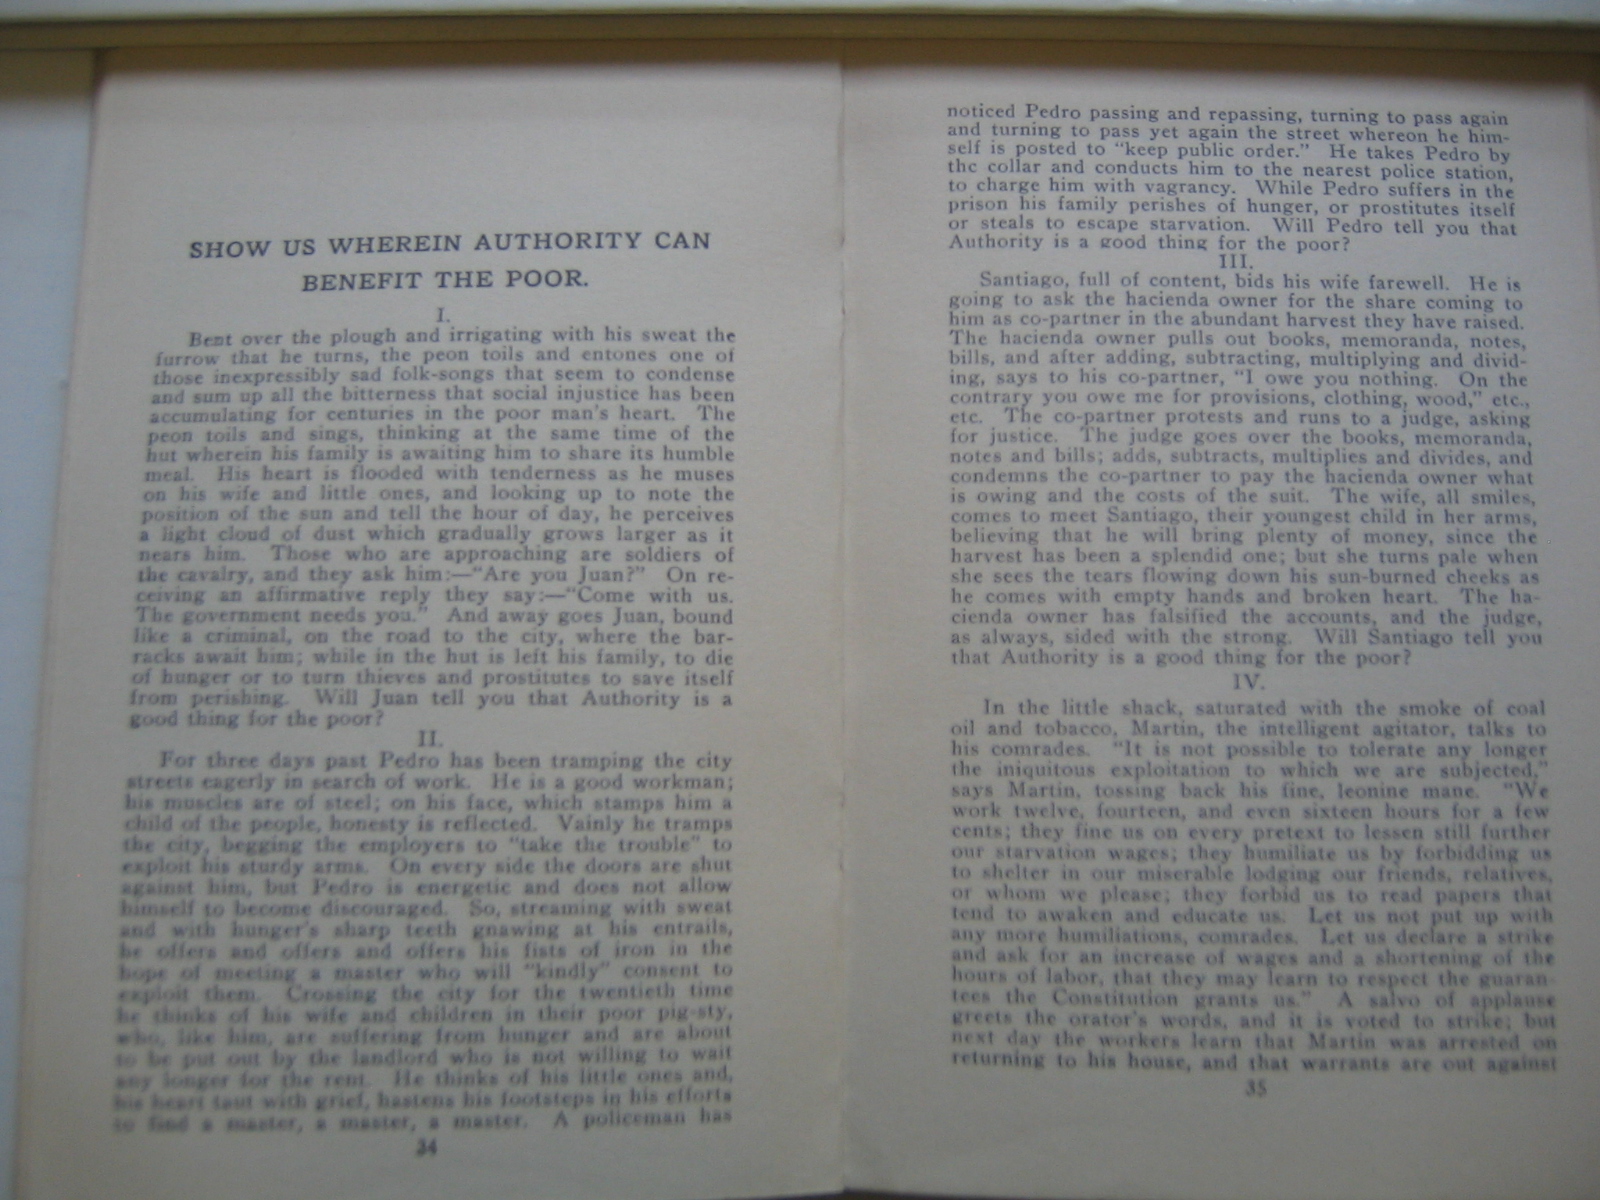 SHOW US WHEREIN AUTHORITY CAN
BENEFIT THE POOR.
I.
Bent over the plough and irrigating with his sweat the
furrow that he turns, the peon toils and entones one of
those inexpressibly sad folk-songs that seem to condense
and sum up all the bitterness that social injustice has been
accumulating for centuries in the poor man's heart. The
peon toils and sings, thinking at the same time of the
hut wherein his family is awaiting him to share its humble
meal. His heart is flooded with tenderness as he muses
on his wife and little ones, and looking up to note the
position of the sun and tell the hour of day, he perceives
a light cloud of dust which gradually grows larger as it
nears him. Those who are approaching are soldiers of
the cavalry, and they ask him:—"Are you Juan?" On re-
ceiving an affirmative reply they say:—"Come with us.
The government needs you." And away goes Juan, bound
like a criminal, on the road to the city, where the bar-
racks await him; while in the hut is left his family, to die
of hunger or to turn thieves and prostitutes to save itself
from perishing. Will Juan tell you that Authority is a
good thing for the poor?
II.
For three days past Pedro has been tramping the city
streets eagerly in search of work. He is a good workman;
his muscles are of steel; on his face, which stamps him a
child of the people, honesty is reflected. Vainly he tramps
the city, begging the employers to "take the trouble" to
exploit his sturdy arms. On every side the doors are shut
against him, but Pedro is energetic and does not allow
himself to become discouraged. So, streaming with sweat
and with hunger's sharp teeth gnawing at his entrails,
he offers and offers and offers his fists of iron in the
hope of meeting a master who will "kindly" consent to
exploit them. Crossing the city for the twentieth time
he thinks of his wife and children in their poor pig-sty,
who, like him, are suffering from hunger and are about
to be put out by the landlord who is not willing to wait
any longer for the rent. He thinks of his little ones and,
his heart taut with grief, hastens his footsteps in his efforts
to find a master, a master, a master. A policeman has
34
noticed Pedro passing and repassing, turning to pass again
and turning to pass yet again the street whereon he him-
self is posted to "keep public order." He takes Pedro by
the collar and conducts him to the nearest police station,
to charge him with vagrancy. While Pedro suffers in the
prison his family perishes of hunger, or prostitutes itself
or steals to escape starvation. Will Pedro tell you that
Authority is a good thing for the poor?
III.
Santiago, full of content, bids his wife farewell. He is
going to ask the hacienda owner for the share coming to
him as co-partner in the abundant harvest they have raised.
The hacienda owner pulls out books, memoranda, notes,
bills, and after adding, subtracting, multiplying and divid-
ing, says to his co-partner, "I owe you nothing. On the
contrary you owe me for provisions, clothing, wood," etc.,
etc. The co-partner protests and runs to a judge, asking
for justice. The judge goes over the books, memoranda,
notes and bills; adds, subtracts, multiplies and divides, and
condemns the co-partner to pay the hacienda owner what
is owing and the costs of the suit. The wife, all smiles,
comes to meet Santiago, their youngest child in her arms,
believing that he will bring plenty of money, since the
harvest has been a splendid one; but she turns pale when
she sees the tears flowing down his sun-burned cheeks as
he comes with empty hands and broken heart. The ha-
cienda owner has falsified the accounts, and the judge,
as always, sided with the strong. Will Santiago tell you
that Authority is a good thing for the poor?
IV.
In the little shack, saturated with the smoke of coal
oil and tobacco, Martin, the intelligent agitator, talks to
his comrades. "It is not possible to tolerate any longer
the iniquitous exploitation to which we are subjected,"
says Martin, tossing back his fine, leonine mane. "We
work twelve, fourteen, and even sixteen hours for a few
cents; they fine us on every pretext to lessen still further
our starvation wages; they humiliate us by forbidding us
to shelter in our miserable lodging our friends, relatives,
or whom we please; they forbid us to read papers that
tend to awaken and educate us. Let us not put up with
any more humiliations, comrades. Let us declare a strike
and ask for an increase of wages and a shortening of the
hours of labor, that they may learn to respect the guaran-
tees the Constitution grants us." A salvo of applause
greets the orator's words, and it is voted to strike; but
next day the workers learn that Martin was arrested on
returning to his house, and that warrants are out against
35